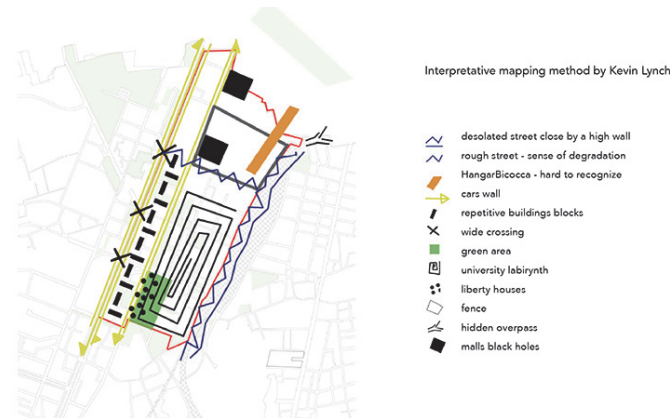 Interpretative mapping method by Kevin Lynch
desolated street close by a high wall
rough street - sense of degradation
HangarBicocca - hard to recognize
cars wall
repetitive buildings blocks
wide crossing
green area
university labirynth
liberty houses
fence
hidden overpass
malls black holes